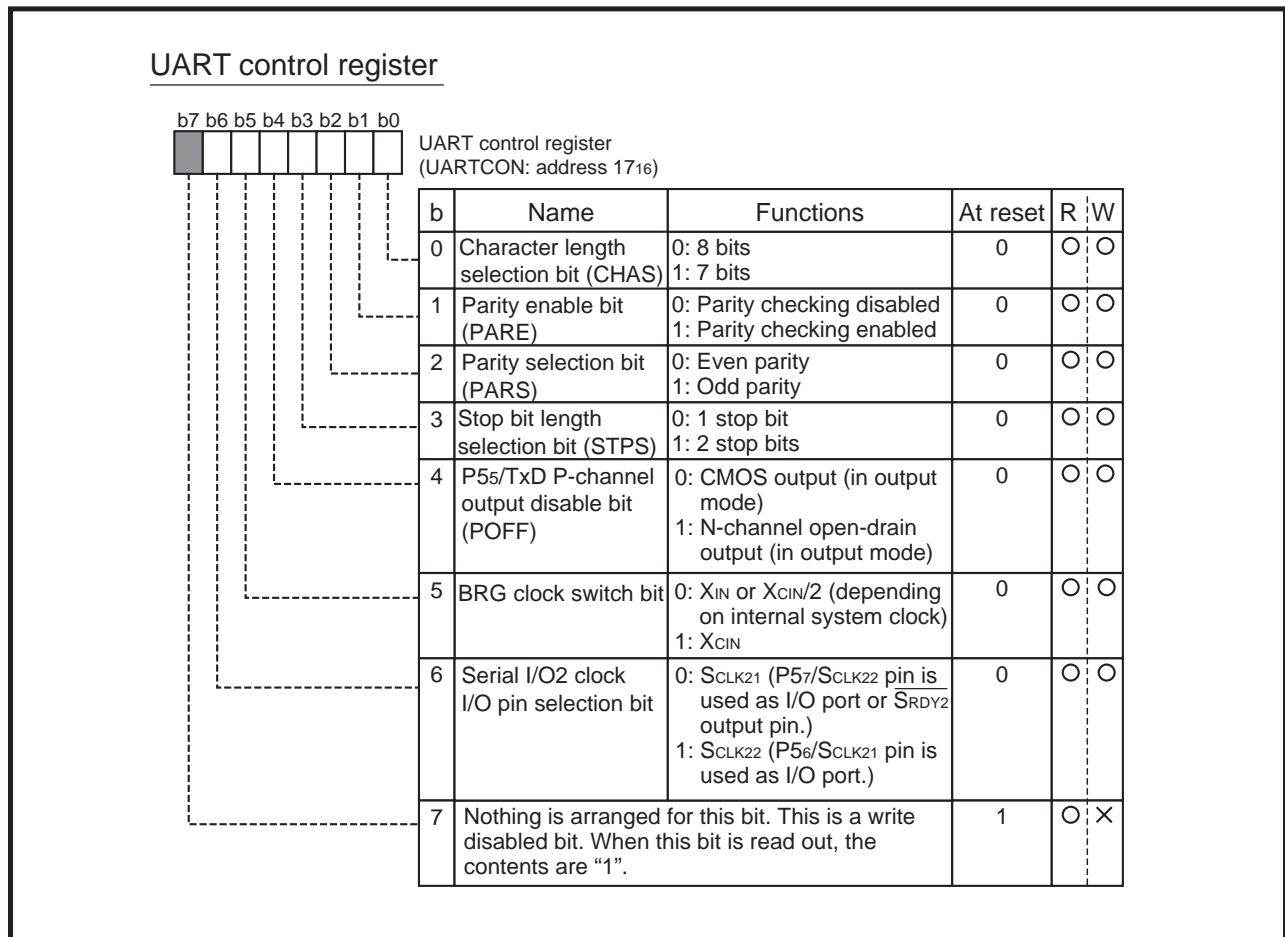 UART control register
b7 b6 b5 b4 b3 b2 b1 b0
UART control register
(UARTCON: address 1716)
b Name Functions At reset R W
0 Character length selection bit (CHAS) 0: 8 bits 1: 7 bits 0 O O
1 Parity enable bit (PARE) 0: Parity checking disabled 1: Parity checking enabled 0 O O
2 Parity selection bit (PARS) 0: Even parity 1: Odd parity 0 O O
3 Stop bit length selection bit (STPS) 0: 1 stop bit 1: 2 stop bits 0 O O
4 P55/TxD P-channel output disable bit (POFF) 0: CMOS output (in output mode) 1: N-channel open-drain output (in output mode) 0 O O
5 BRG clock switch bit 0: XIN or XCIN/2 (depending on internal system clock) 1: XCIN 0 O O
6 Serial I/O2 clock I/O pin selection bit 0: SCLK21 (P57/SCLK22 pin is used as I/O port or SRDY2 output pin.) 1: SCLK22 (P56/SCLK21 pin is used as I/O port.) 0 O O
7 Nothing is arranged for this bit. This is a write disabled bit. When this bit is read out, the contents are “1”. 1 O ✕